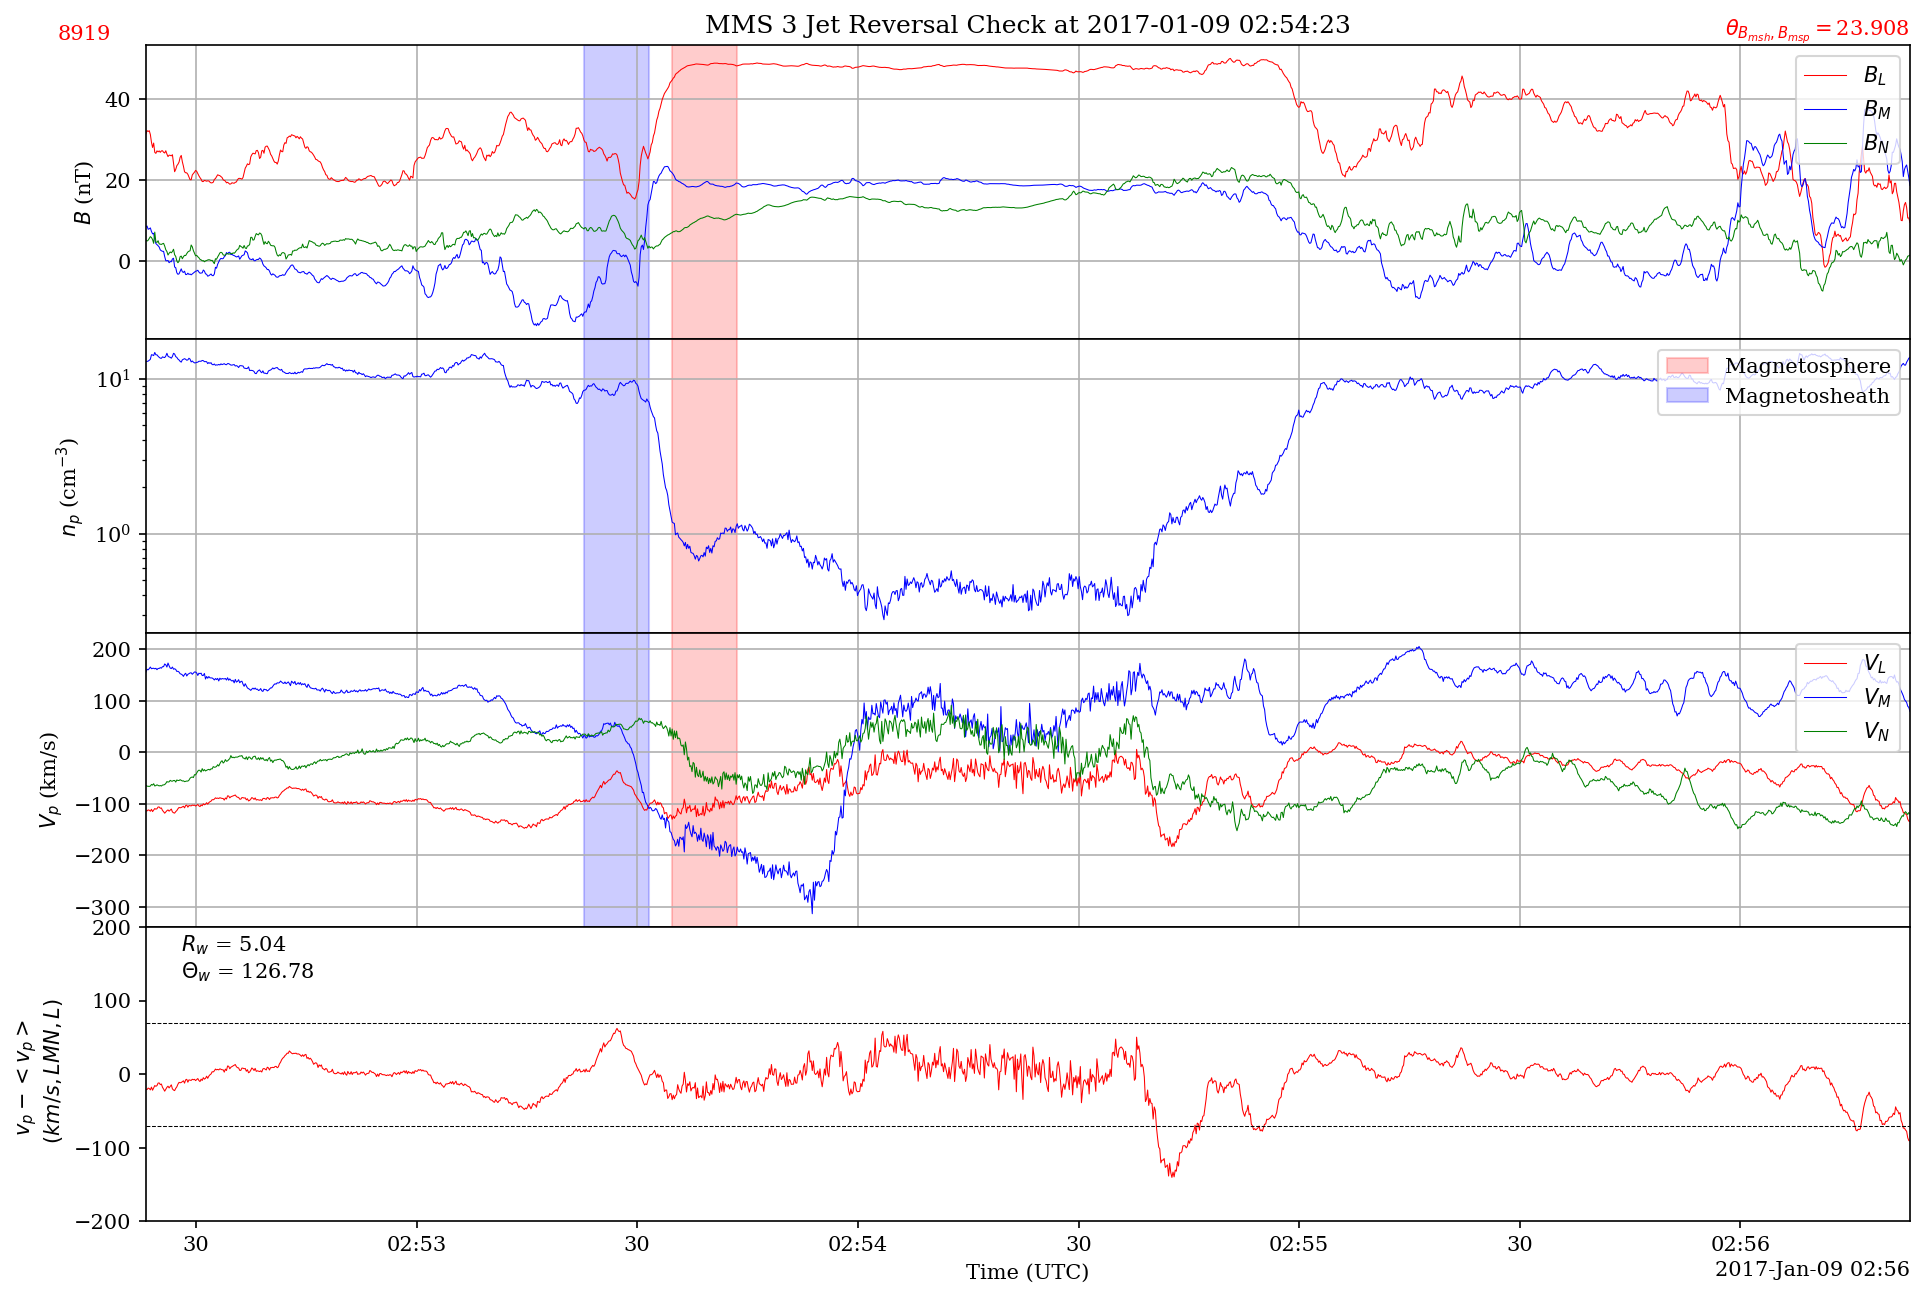 MMS 3 Jet Reversal Check at 2017-01-09 02:54:23
8919
θ_{B_{msh}, B_{msp}} = 23.908
40
20
0
B (nT)
B_L
B_M
B_N
10¹
10⁰
n_p (cm⁻³)
Magnetosphere
Magnetosheath
200
100
0
−100
−200
−300
V_p (km/s)
V_L
V_M
V_N
200
100
0
−100
−200
v_p − < v_p >
(km/s, LMN, L)
R_w = 5.04
Θ_w = 126.78
30 02:53 30 02:54 30 02:55 30 02:56
Time (UTC)
2017-Jan-09 02:56